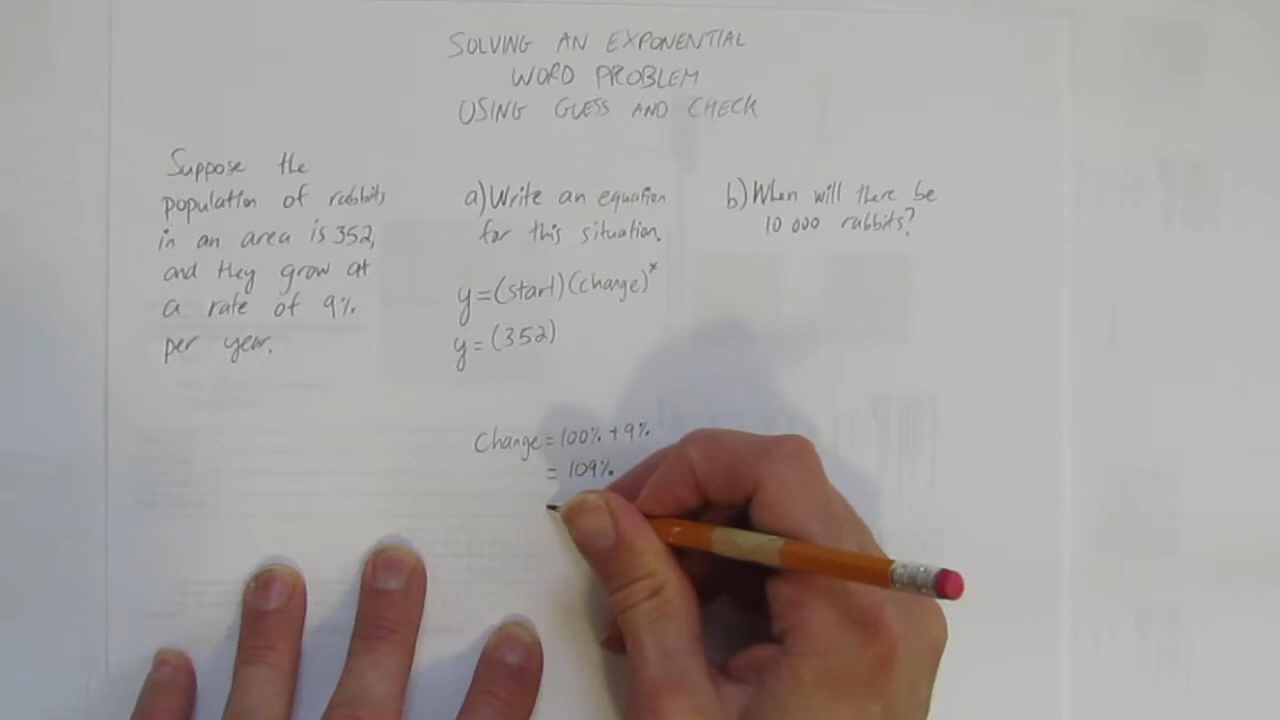 SOLVING AN EXPONENTIAL
WORD PROBLEM
USING GUESS AND CHECK
Suppose the
population of rabbits
in an area is 352,
and they grow at
a rate of 9%
per year.
a) Write an equation
for this situation.
y = (start)(change)^x
y = (352)
Change = 100% + 9%
= 109%
b) When will there be
10 000 rabbits?